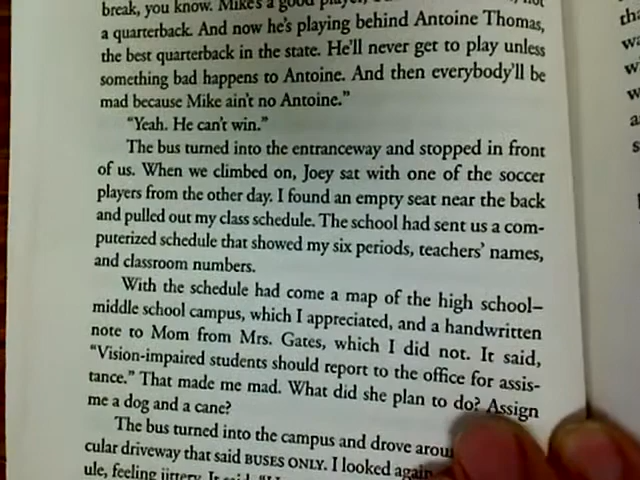 break, you know. Mike's a good player,
a quarterback. And now he's playing behind Antoine Thomas,
the best quarterback in the state. He'll never get to play unless
something bad happens to Antoine. And then everybody'll be
mad because Mike ain't no Antoine."
"Yeah. He can't win."
The bus turned into the entranceway and stopped in front
of us. When we climbed on, Joey sat with one of the soccer
players from the other day. I found an empty seat near the back
and pulled out my class schedule. The school had sent us a com-
puterized schedule that showed my six periods, teachers' names,
and classroom numbers.
With the schedule had come a map of the high school–
middle school campus, which I appreciated, and a handwritten
note to Mom from Mrs. Gates, which I did not. It said,
"Vision-impaired students should report to the office for assis-
tance." That made me mad. What did she plan to do? Assign
me a dog and a cane?
The bus turned into the campus and drove
cular driveway that said BUSES ONLY. I looked again
ule, feeling jittery. It said,